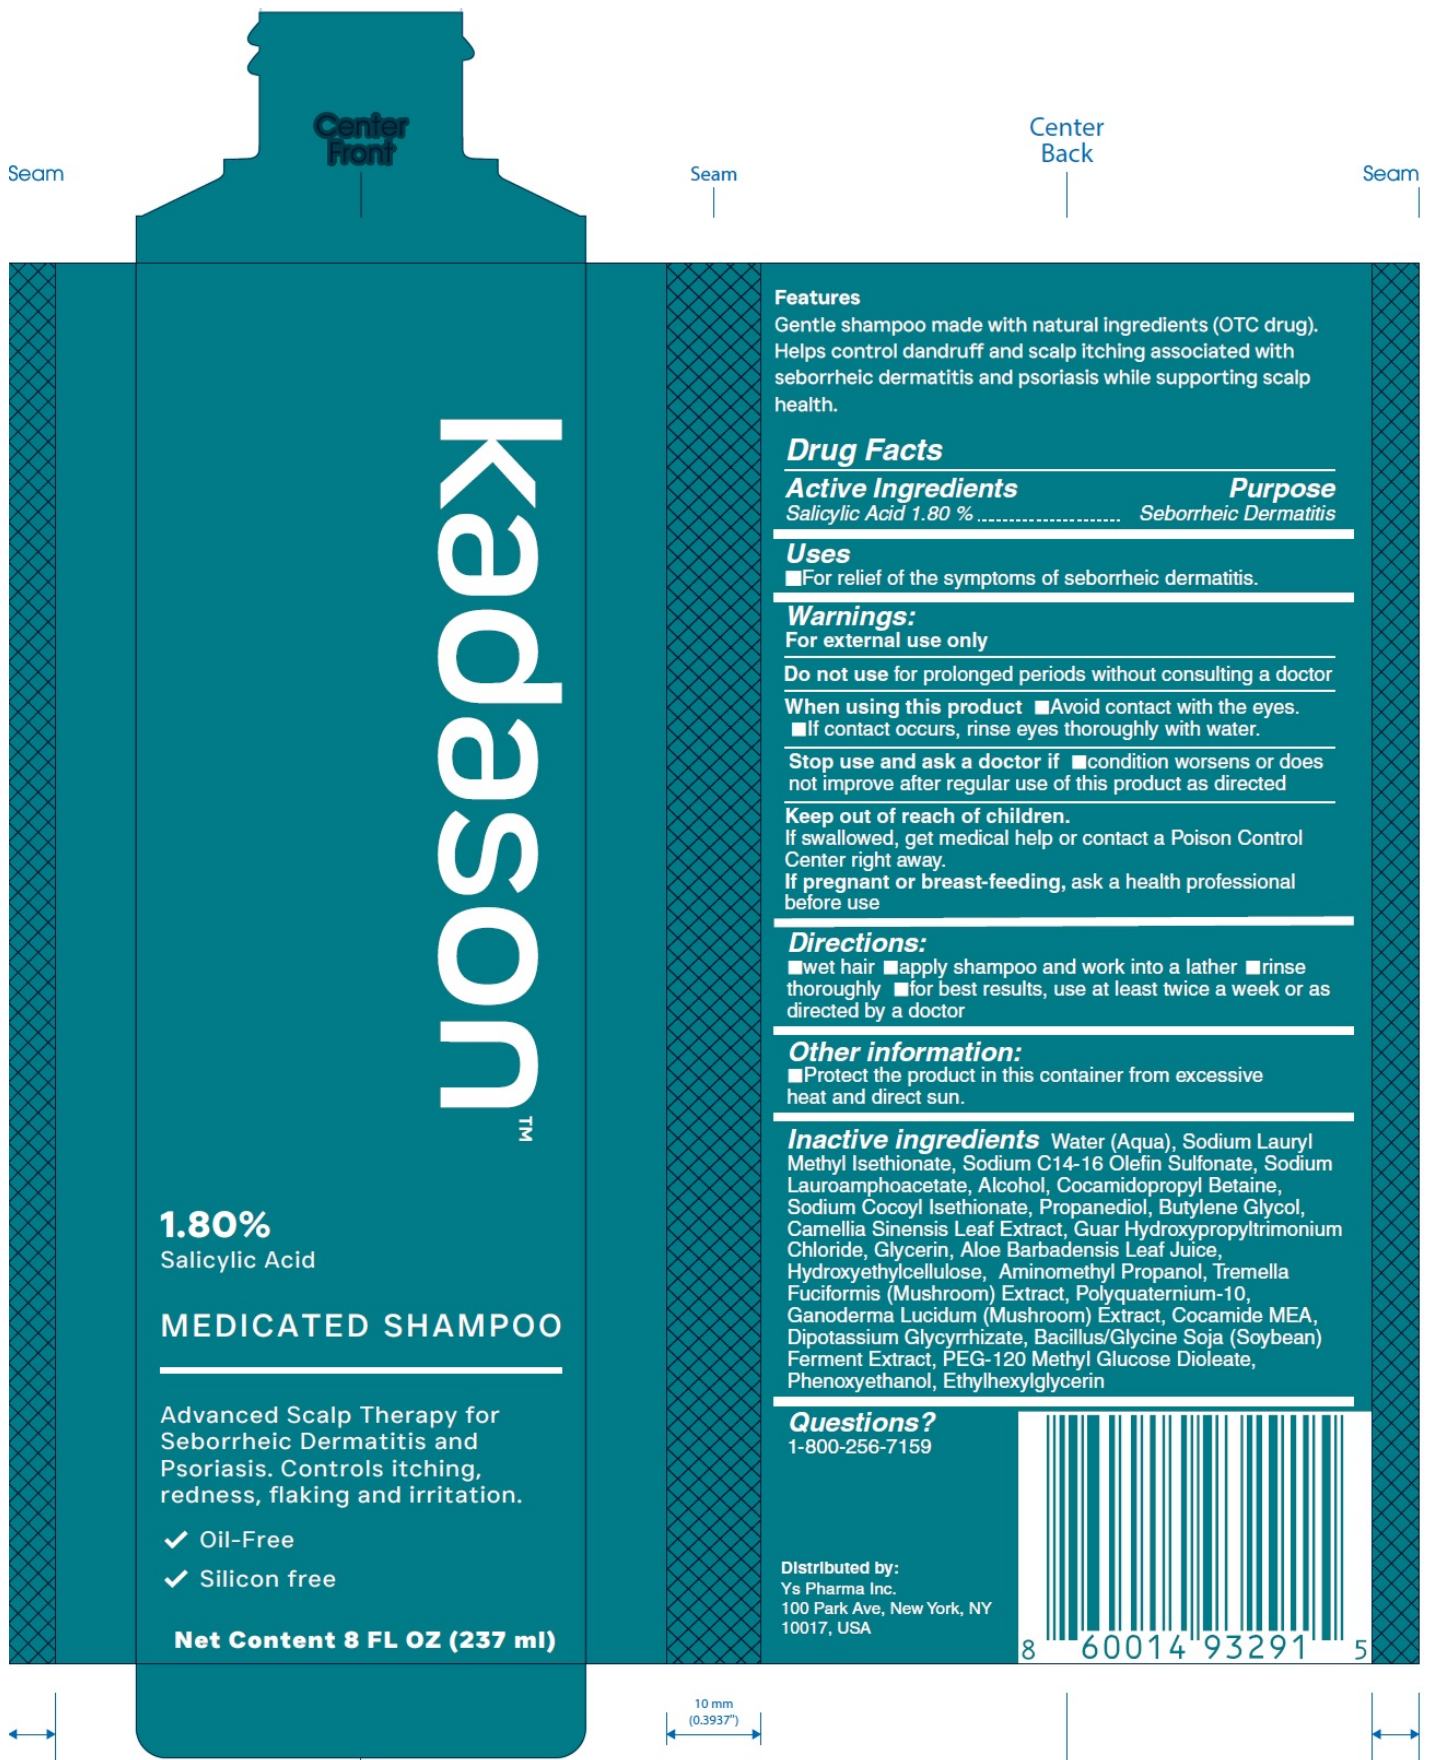 Center
Front
Seam
Seam
Center
Back
Seam
kadason™
1.80%
Salicylic Acid
MEDICATED SHAMPOO
Advanced Scalp Therapy for
Seborrheic Dermatitis and
Psoriasis. Controls itching,
redness, flaking and irritation.
✓ Oil-Free
✓ Silicon free
Net Content 8 FL OZ (237 ml)
Features
Gentle shampoo made with natural ingredients (OTC drug).
Helps control dandruff and scalp itching associated with
seborrheic dermatitis and psoriasis while supporting scalp
health.
Drug Facts
Active Ingredients Purpose
Salicylic Acid 1.80 % ...................... Seborrheic Dermatitis
Uses
■For relief of the symptoms of seborrheic dermatitis.
Warnings:
For external use only
Do not use for prolonged periods without consulting a doctor
When using this product ■Avoid contact with the eyes.
■If contact occurs, rinse eyes thoroughly with water.
Stop use and ask a doctor if ■condition worsens or does
not improve after regular use of this product as directed
Keep out of reach of children.
If swallowed, get medical help or contact a Poison Control
Center right away.
If pregnant or breast-feeding, ask a health professional
before use
Directions:
■wet hair ■apply shampoo and work into a lather ■rinse
thoroughly ■for best results, use at least twice a week or as
directed by a doctor
Other information:
■Protect the product in this container from excessive
heat and direct sun.
Inactive ingredients Water (Aqua), Sodium Lauryl
Methyl Isethionate, Sodium C14-16 Olefin Sulfonate, Sodium
Lauroamphoacetate, Alcohol, Cocamidopropyl Betaine,
Sodium Cocoyl Isethionate, Propanediol, Butylene Glycol,
Camellia Sinensis Leaf Extract, Guar Hydroxypropyltrimonium
Chloride, Glycerin, Aloe Barbadensis Leaf Juice,
Hydroxyethylcellulose, Aminomethyl Propanol, Tremella
Fuciformis (Mushroom) Extract, Polyquaternium-10,
Ganoderma Lucidum (Mushroom) Extract, Cocamide MEA,
Dipotassium Glycyrrhizate, Bacillus/Glycine Soja (Soybean)
Ferment Extract, PEG-120 Methyl Glucose Dioleate,
Phenoxyethanol, Ethylhexylglycerin
Questions?
1-800-256-7159
Distributed by:
Ys Pharma Inc.
100 Park Ave, New York, NY
10017, USA
8 60014 93291 5
10 mm
(0.3937")